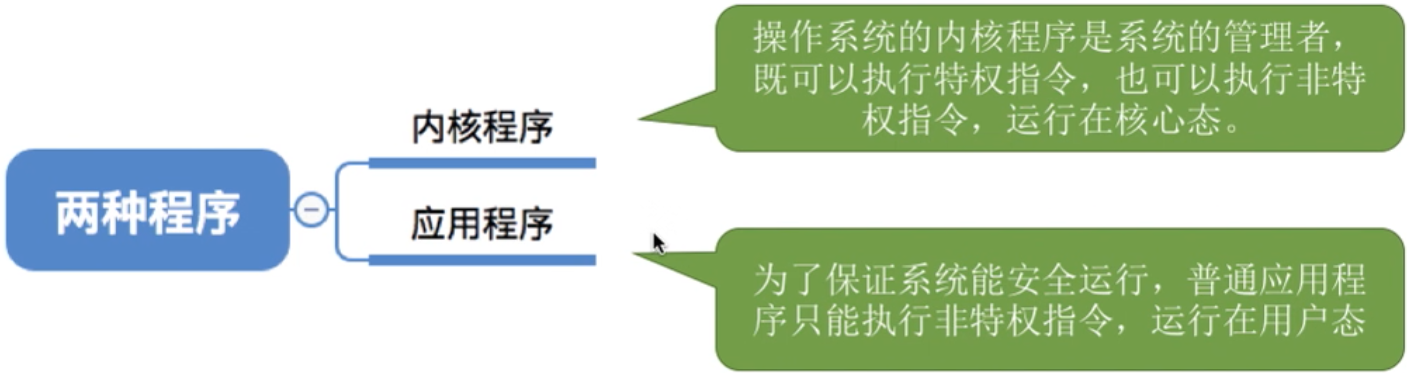 两种程序
内核程序
操作系统的内核程序是系统的管理者，
既可以执行特权指令，也可以执行非特
权指令，运行在核心态。
应用程序
为了保证系统能安全运行，普通应用程
序只能执行非特权指令，运行在用户态